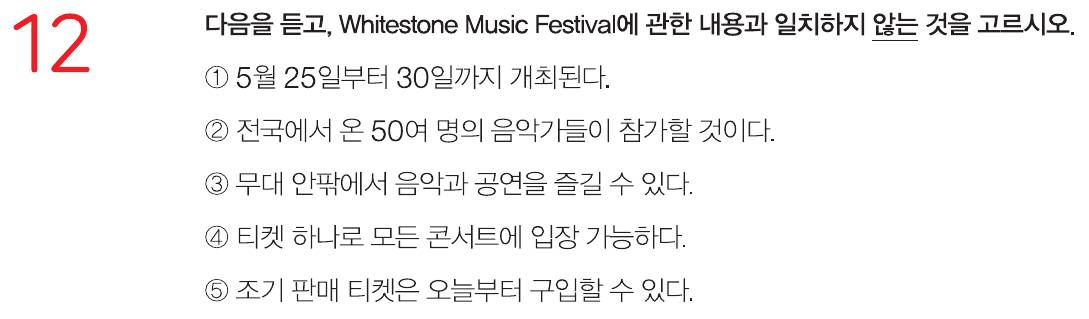 12
다음을 듣고, Whitestone Music Festival에 관한 내용과 일치하지 않는 것을 고르시오.
① 5월 25일부터 30일까지 개최된다.
② 전국에서 온 50여 명의 음악가들이 참가할 것이다.
③ 무대 안팎에서 음악과 공연을 즐길 수 있다.
④ 티켓 하나로 모든 콘서트에 입장 가능하다.
⑤ 조기 판매 티켓은 오늘부터 구입할 수 있다.